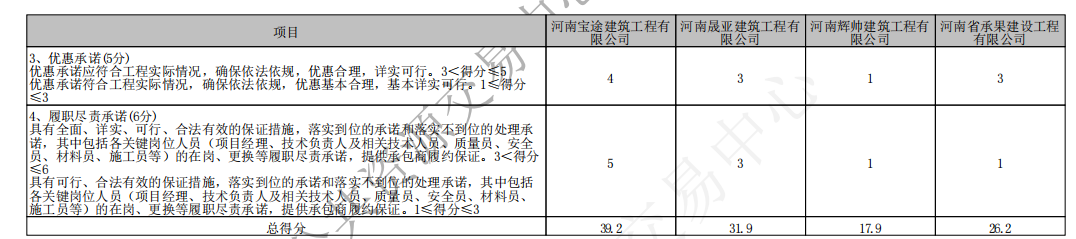 项目
河南宝途建筑工程有限公司
河南晟亚建筑工程有限公司
河南辉帅建筑工程有限公司
河南省承果建设工程有限公司
3、优惠承诺(5分)
优惠承诺应符合工程实际情况，确保依法依规，优惠合理，详实可行。3＜得分≤5
优惠承诺符合工程实际情况，确保依法依规，优惠基本合理，基本详实可行。1≤得分
≤3
4
3
1
3
4、履职尽责承诺(6分)
具有全面、详实、可行、合法有效的保证措施，落实到位的承诺和落实不到位的处理承
诺，其中包括各关键岗位人员（项目经理、技术负责人及相关技术人员、质量员、安全
员、材料员、施工员等）的在岗、更换等履职尽责承诺，提供承包商履约保证。3＜得分
≤6
具有可行、合法有效的保证措施，落实到位的承诺和落实不到位的处理承诺，其中包括
各关键岗位人员（项目经理、技术负责人及相关技术人员、质量员、安全员、材料员、
施工员等）的在岗、更换等履职尽责承诺，提供承包商履约保证。1≤得分≤3
5
3
1
1
总得分
39.2
31.9
17.9
26.2
共资源交易中心
交易中心